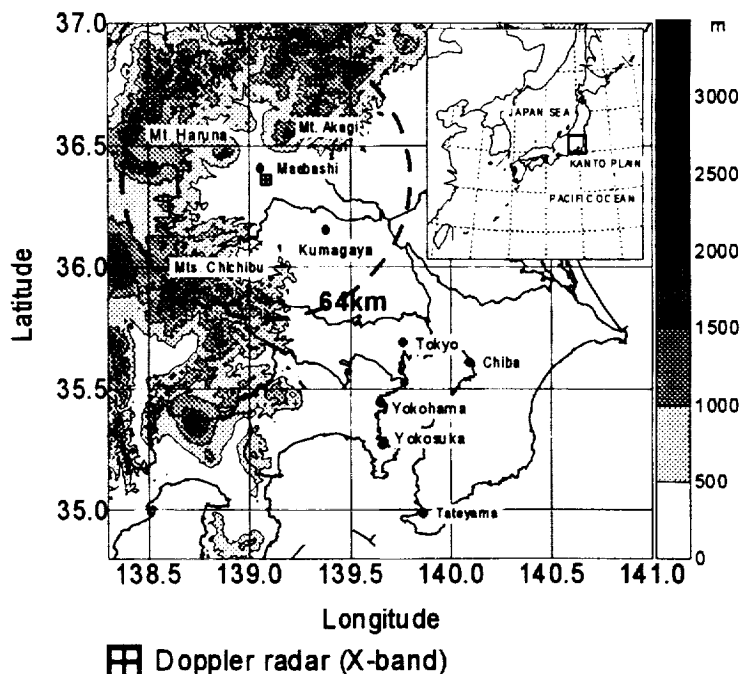 37.0
m
3000
Mt. Akagi
JAPAN SEA
Mt. Haruna
36.5
2500
KANTO PLAIN
Maebashi
PACIFIC OCEAN
2000
Kumagaya
Latitude
36.0
Mts. Chichibu
64km
1500
Tokyo
Chiba
35.5
1000
Yokohama
Yokosuka
500
35.0
Tateyama
0
138.5 139.0 139.5 140.0 140.5 141.0
Longitude
Doppler radar (X-band)